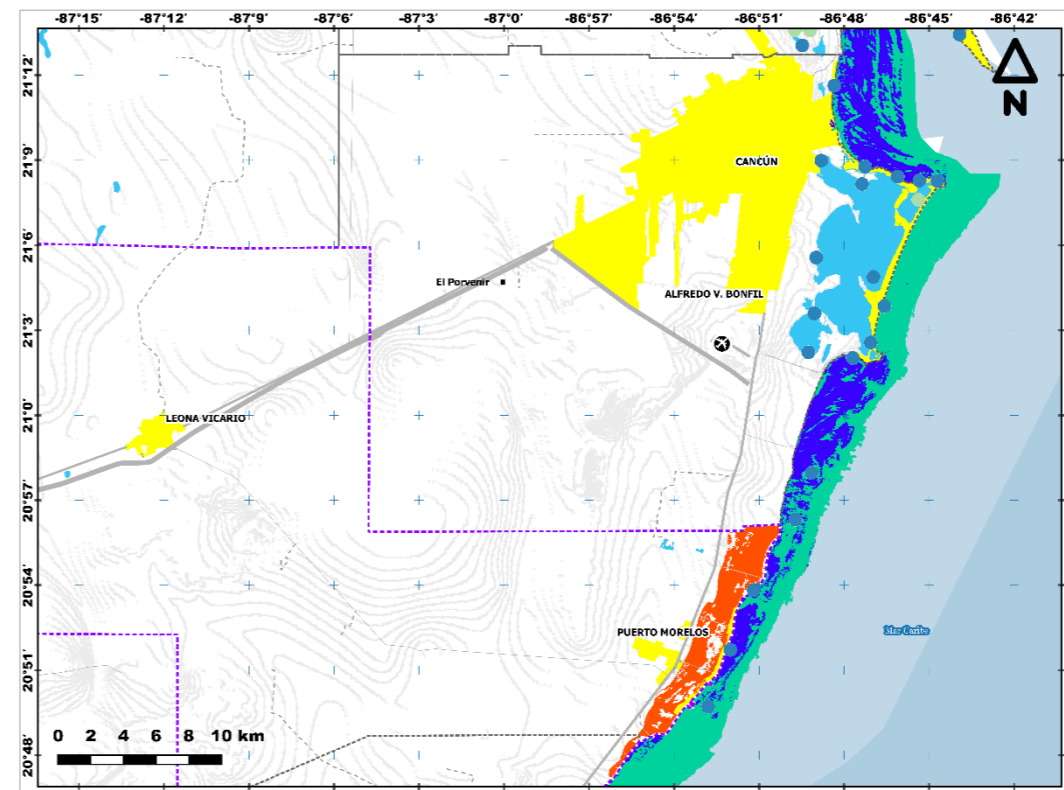 -87°15' -87°12' -87°6' -87°3' -87°0' -86°57' -86°54' -86°51' -86°48' -86°45' -86°42'
N
21°12'
21°9'
CANCÚN
21°6'
El Porvenir
ALFREDO V. BONFIL
21°3'
21°0'
LEONA VICARIO
20°57'
20°54'
PUERTO MORELOS
Mar Caribe
20°51'
0 2 4 6 8 10 km
20°48'